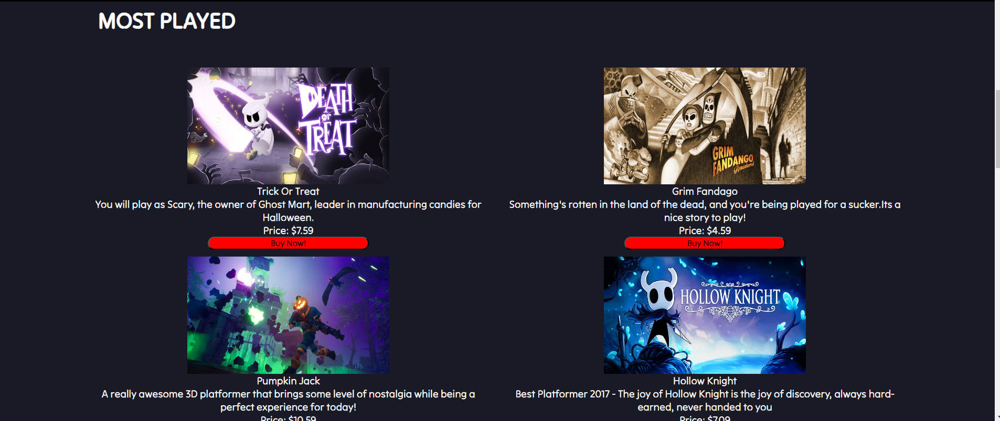 MOST PLAYED
DEATH
or
TREAT
GRIM
FANDANGO
Remastered
Trick Or Treat
You will play as Scary, the owner of Ghost Mart, leader in manufacturing candies for
Halloween.
Price: $7.59
Buy Now!
Grim Fandago
Something's rotten in the land of the dead, and you're being played for a sucker.Its a
nice story to play!
Price: $4.59
Buy Now!
HOLLOW KNIGHT
Pumpkin Jack
A really awesome 3D platformer that brings some level of nostalgia while being a
perfect experience for today!
Price: $10.59
Hollow Knight
Best Platformer 2017 - The joy of Hollow Knight is the joy of discovery, always hard-
earned, never handed to you
Price: $7.09